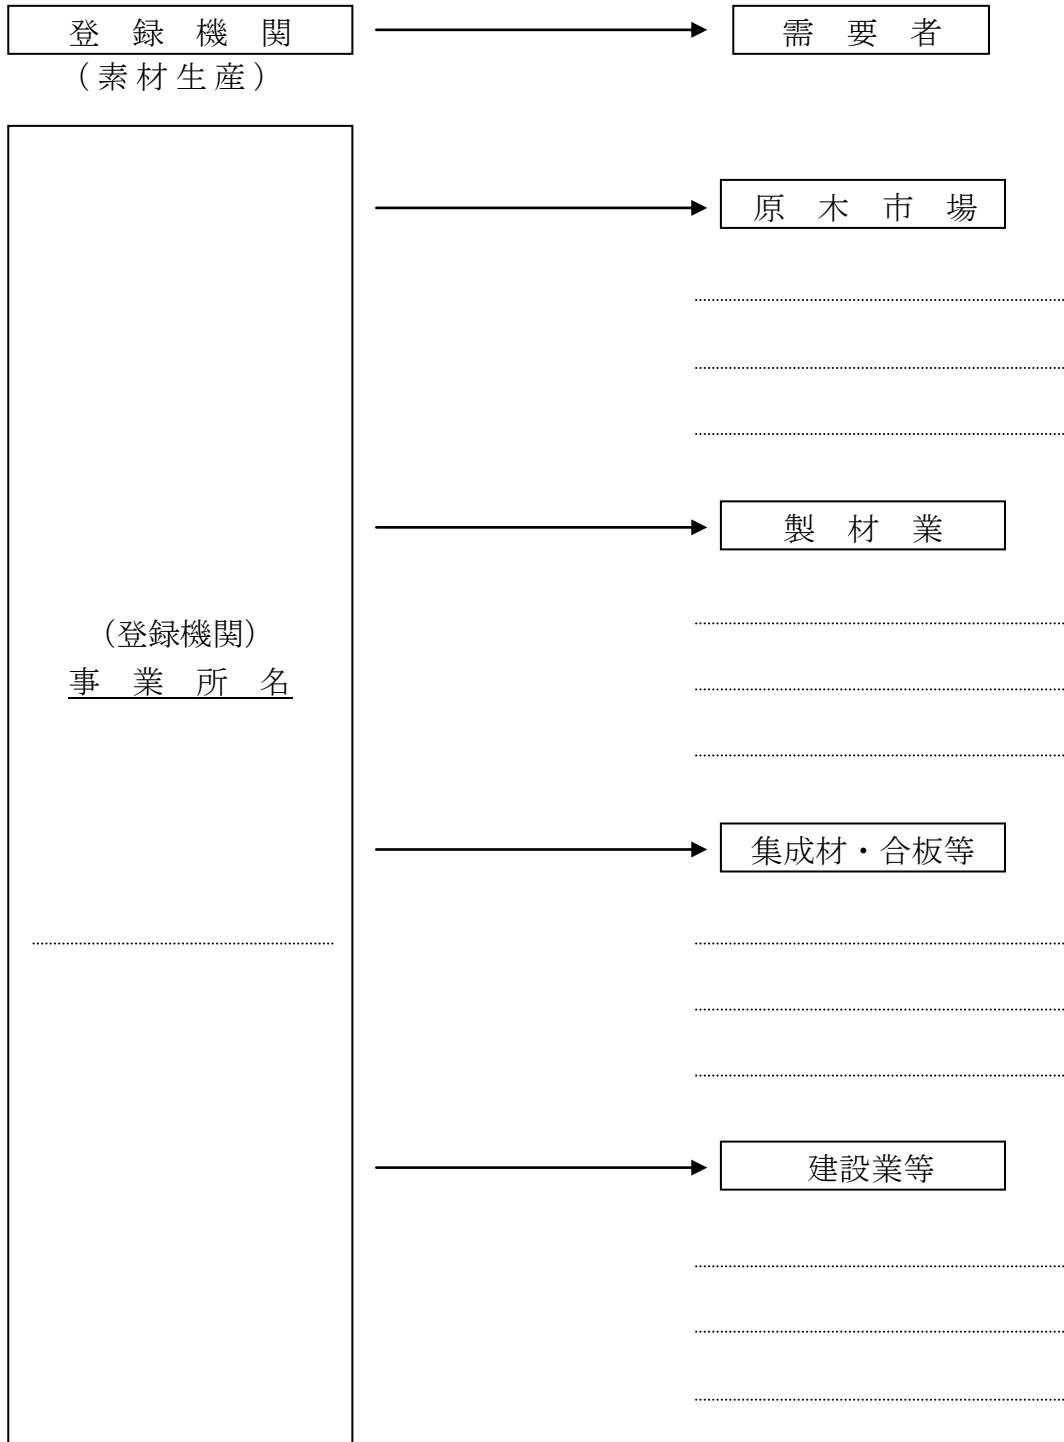 登録機関
需要者
（素材生産）
原木市場
製材業
（登録機関）
事業所名
集成材・合板等
建設業等